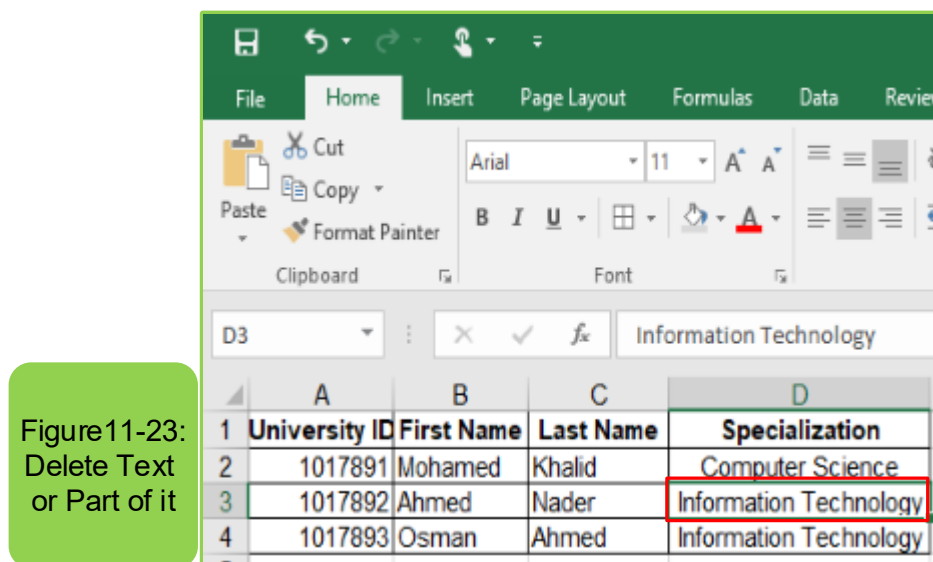 File Home Insert Page Layout Formulas Data
Cut
Copy
Paste
Format Painter
Arial 11 A A
B I U A
Clipboard Font
D3 fx Information Technology
A B C D
1 University ID First Name Last Name Specialization
2 1017891 Mohamed Khalid Computer Science
3 1017892 Ahmed Nader Information Technology
4 1017893 Osman Ahmed Information Technology
Figure11-23:
Delete Text
or Part of it